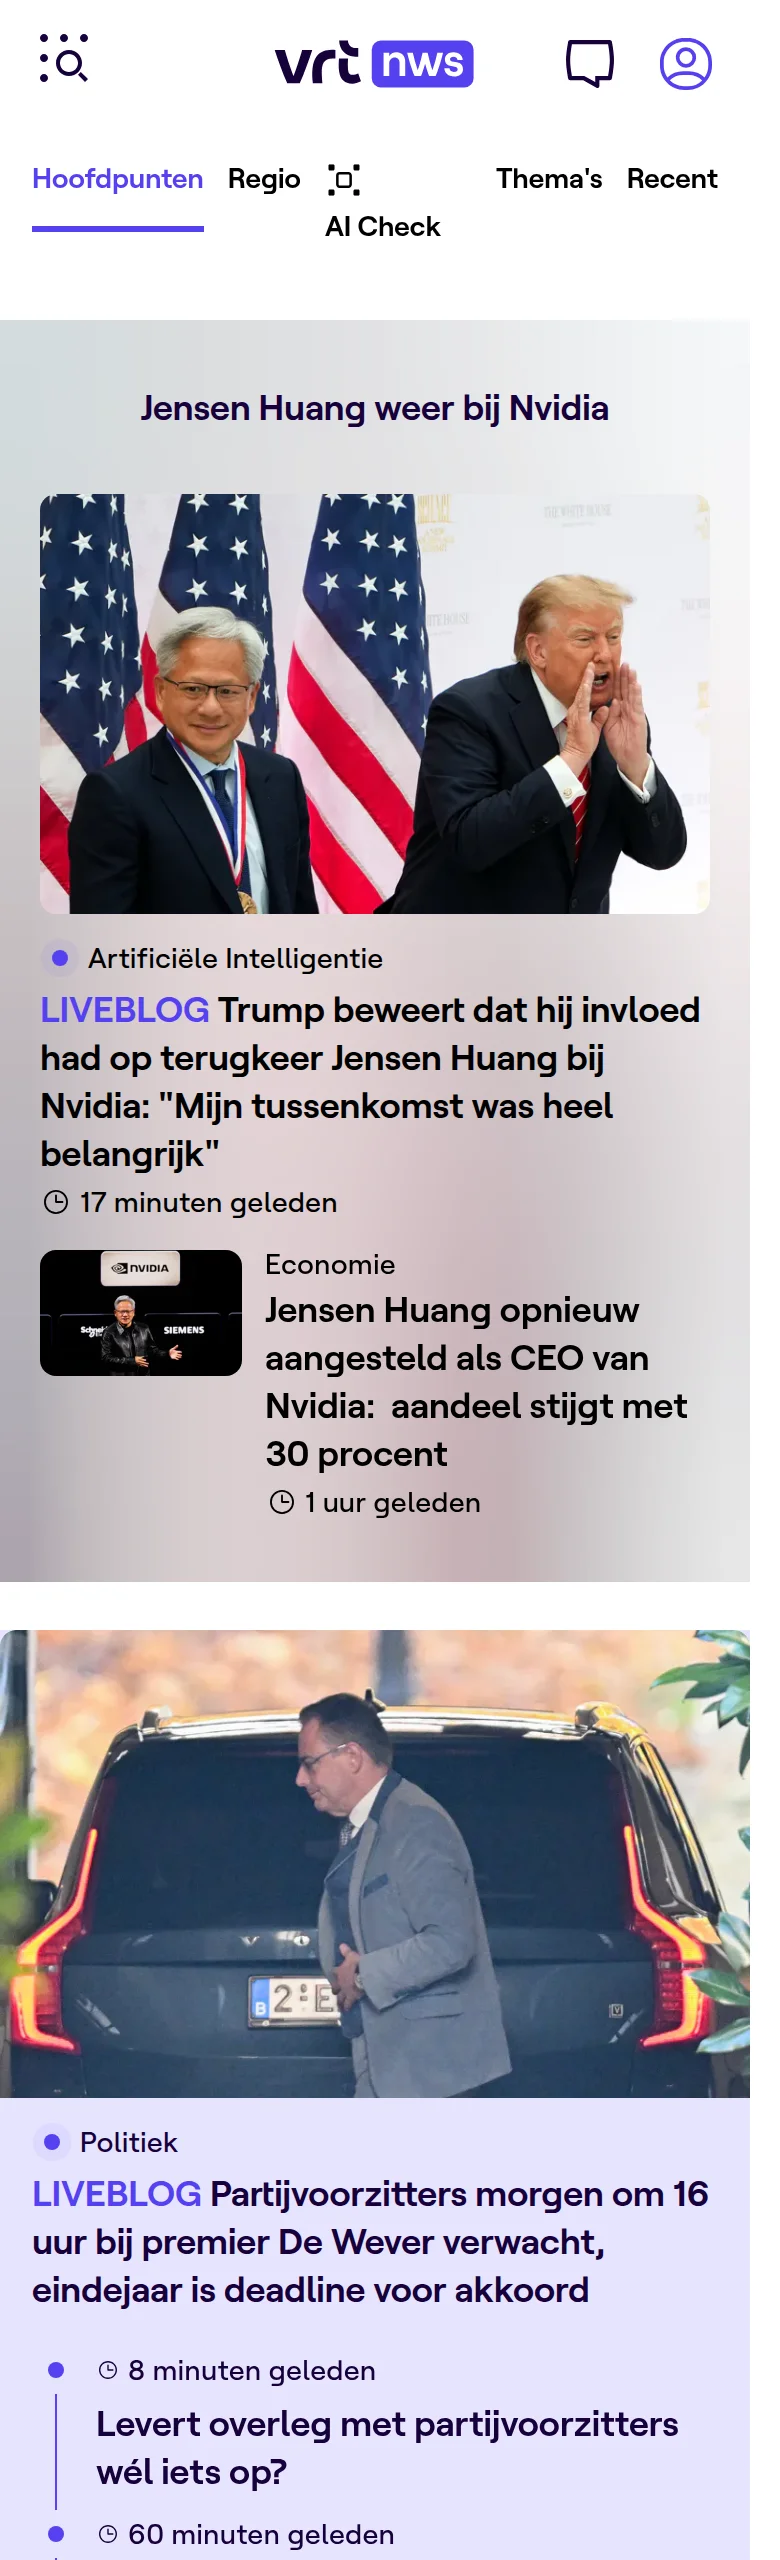 vrt nws
Hoofdpunten Regio AI Check Thema's Recent
Jensen Huang weer bij Nvidia
THE WHITE HOUSE
Artificiële Intelligentie
LIVEBLOG Trump beweert dat hij invloed
had op terugkeer Jensen Huang bij
Nvidia: "Mijn tussenkomst was heel
belangrijk"
17 minuten geleden
NVIDIA
SIEMENS
Economie
Jensen Huang opnieuw
aangesteld als CEO van
Nvidia:  aandeel stijgt met
30 procent
1 uur geleden
B 2
Politiek
LIVEBLOG Partijvoorzitters morgen om 16
uur bij premier De Wever verwacht,
eindejaar is deadline voor akkoord
8 minuten geleden
Levert overleg met partijvoorzitters
wél iets op?
60 minuten geleden